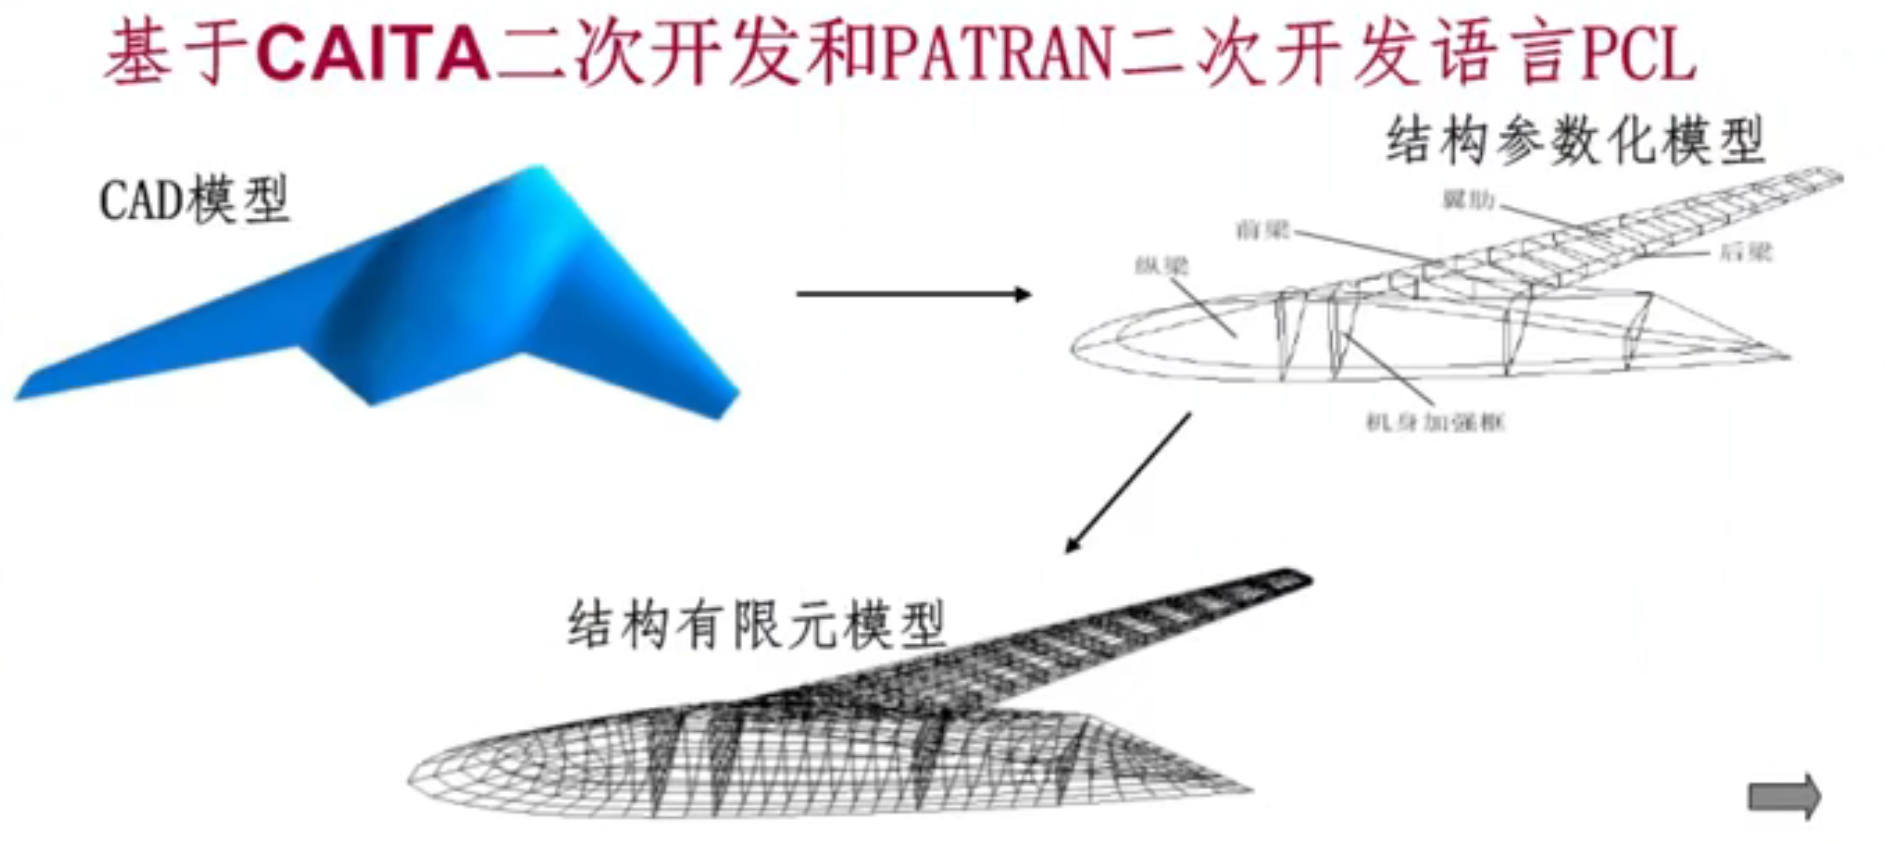 基于CAITA二次开发和PATRAN二次开发语言PCL
CAD模型
结构参数化模型
翼肋
前梁
后梁
纵梁
机身加强框
结构有限元模型